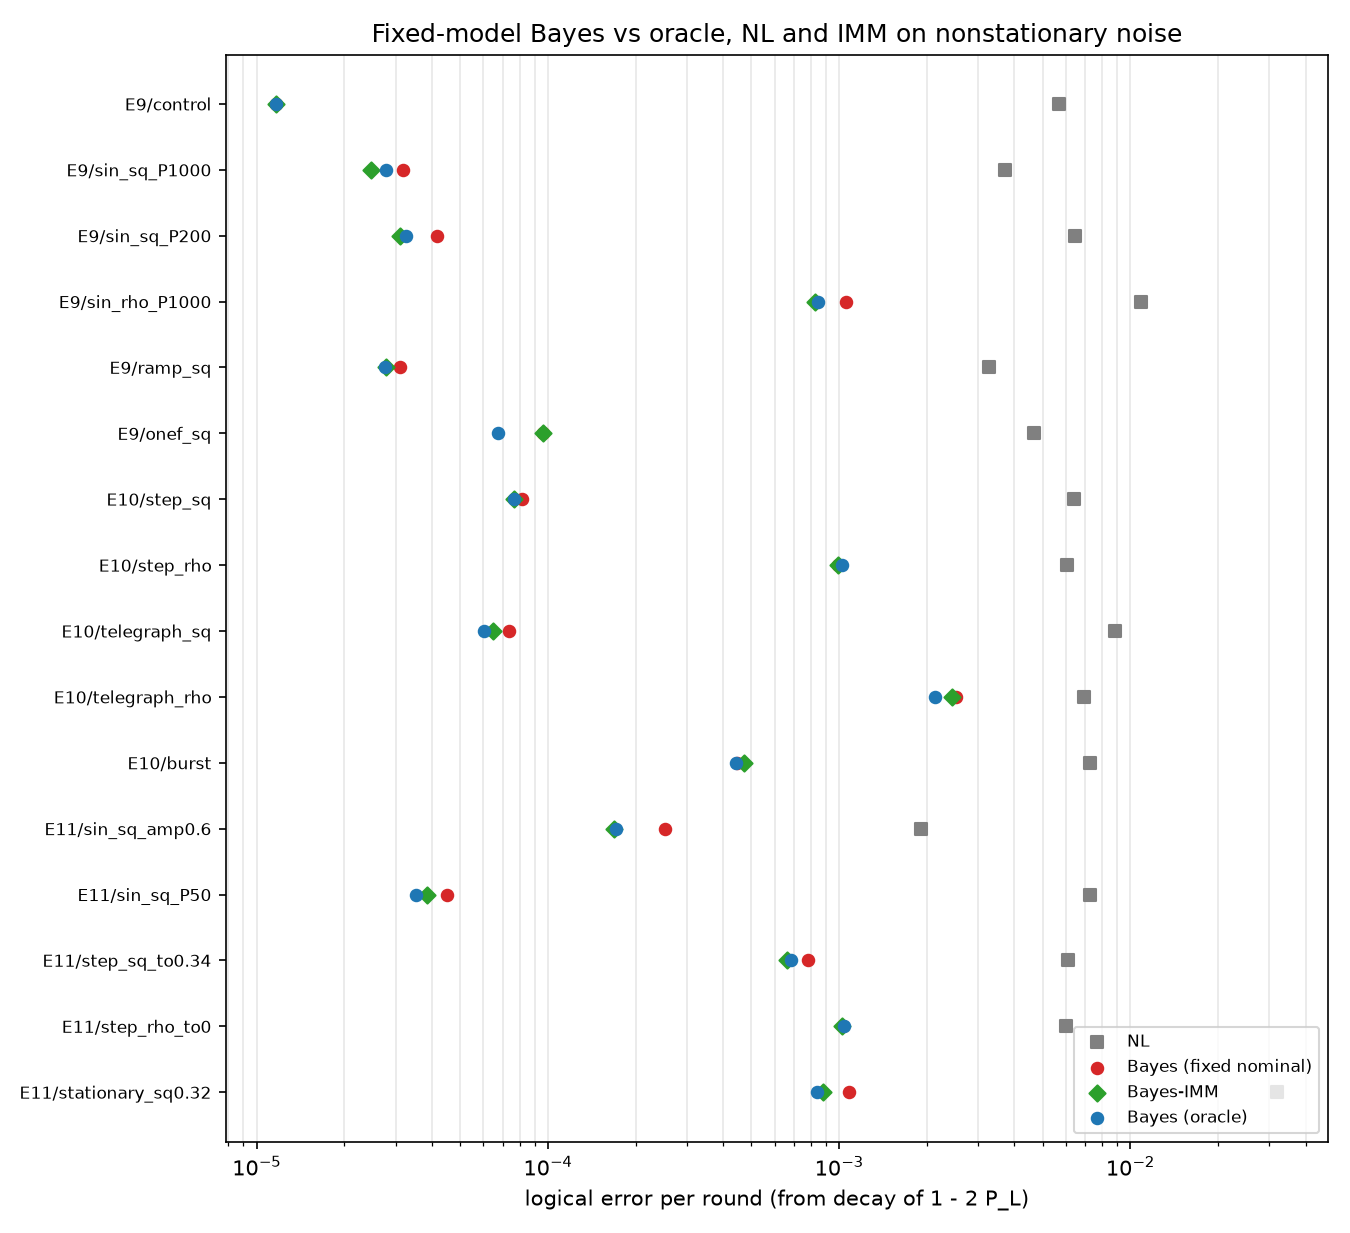 Fixed-model Bayes vs oracle, NL and IMM on nonstationary noise
E9/control
E9/sin_sq_P1000
E9/sin_sq_P200
E9/sin_rho_P1000
E9/ramp_sq
E9/onef_sq
E10/step_sq
E10/step_rho
E10/telegraph_sq
E10/telegraph_rho
E10/burst
E11/sin_sq_amp0.6
E11/sin_sq_P50
E11/step_sq_to0.34
E11/step_rho_to0
E11/stationary_sq0.32
NL
Bayes (fixed nominal)
Bayes-IMM
Bayes (oracle)
10⁻⁵ 10⁻⁴ 10⁻³ 10⁻²
logical error per round (from decay of 1 - 2 P_L)